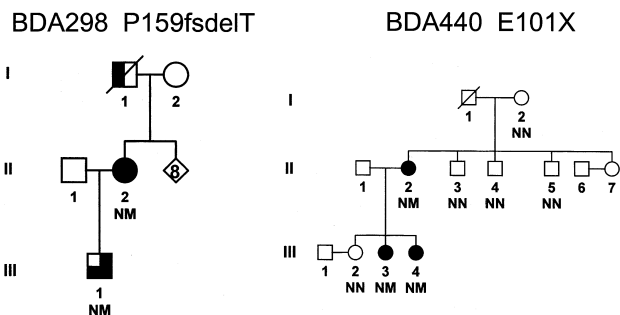 BDA298 P159fsdelT
I
1 2
8
II
1 2
NM
III
1
NM
BDA440 E101X
I
1 2
NN
II
1 2 3 4 5 6 7
NM NN NN NN
III
1 2 3 4
NN NM NM